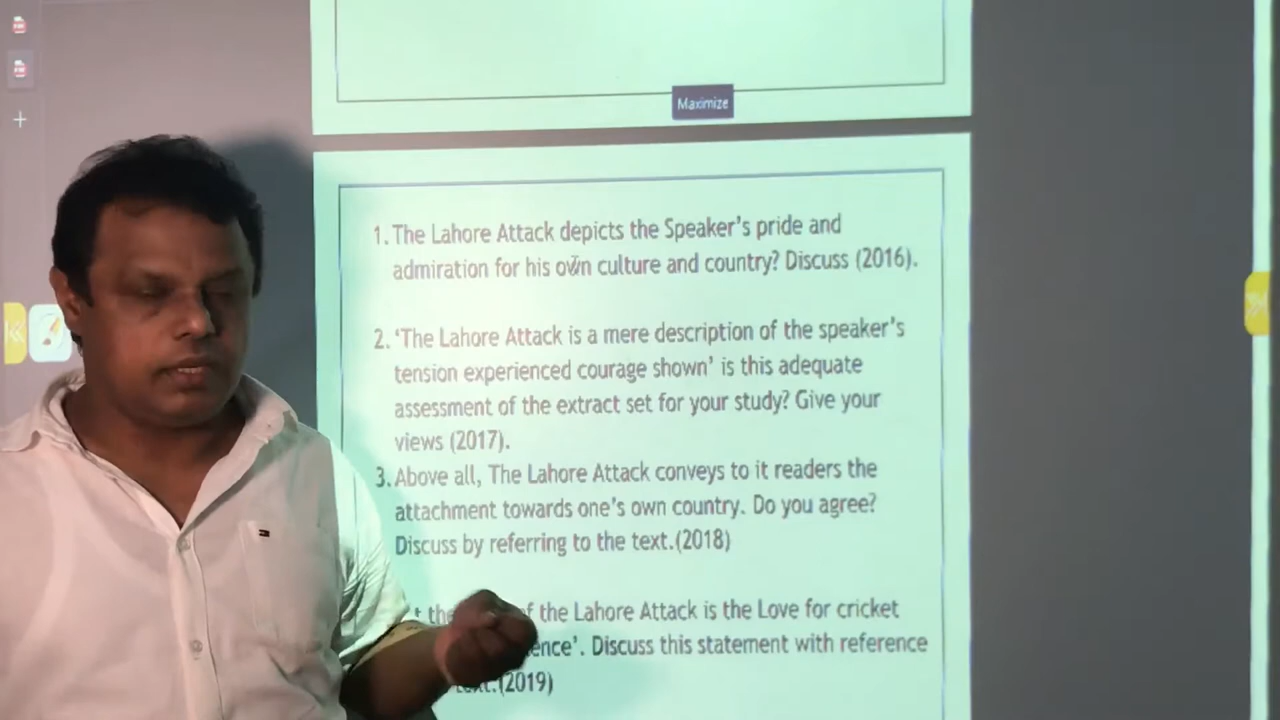 Maximize
1. The Lahore Attack depicts the Speaker's pride and
admiration for his own culture and country? Discuss (2016).
2. 'The Lahore Attack is a mere description of the speaker's
tension experienced courage shown' is this adequate
assessment of the extract set for your study? Give your
views (2017).
3. Above all, The Lahore Attack conveys to it readers the
attachment towards one's own country. Do you agree?
Discuss by referring to the text.(2018)
the Lahore Attack is the Love for cricket
Discuss this statement with reference
(2019)